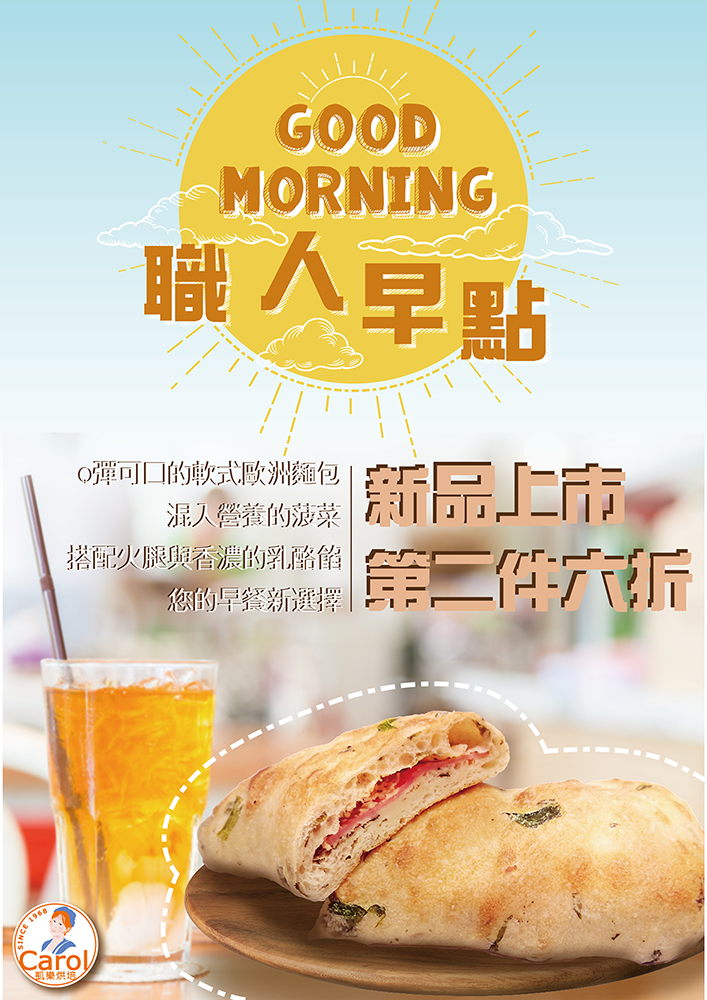 GOOD
MORNING
職人早點
Q彈可口的軟式歐洲麵包
混入營養的菠菜
搭配火腿與香濃的乳酪餡
您的早餐新選擇
新品上市
第二件六折
SINCE 1968
Carol
凱樂烘培